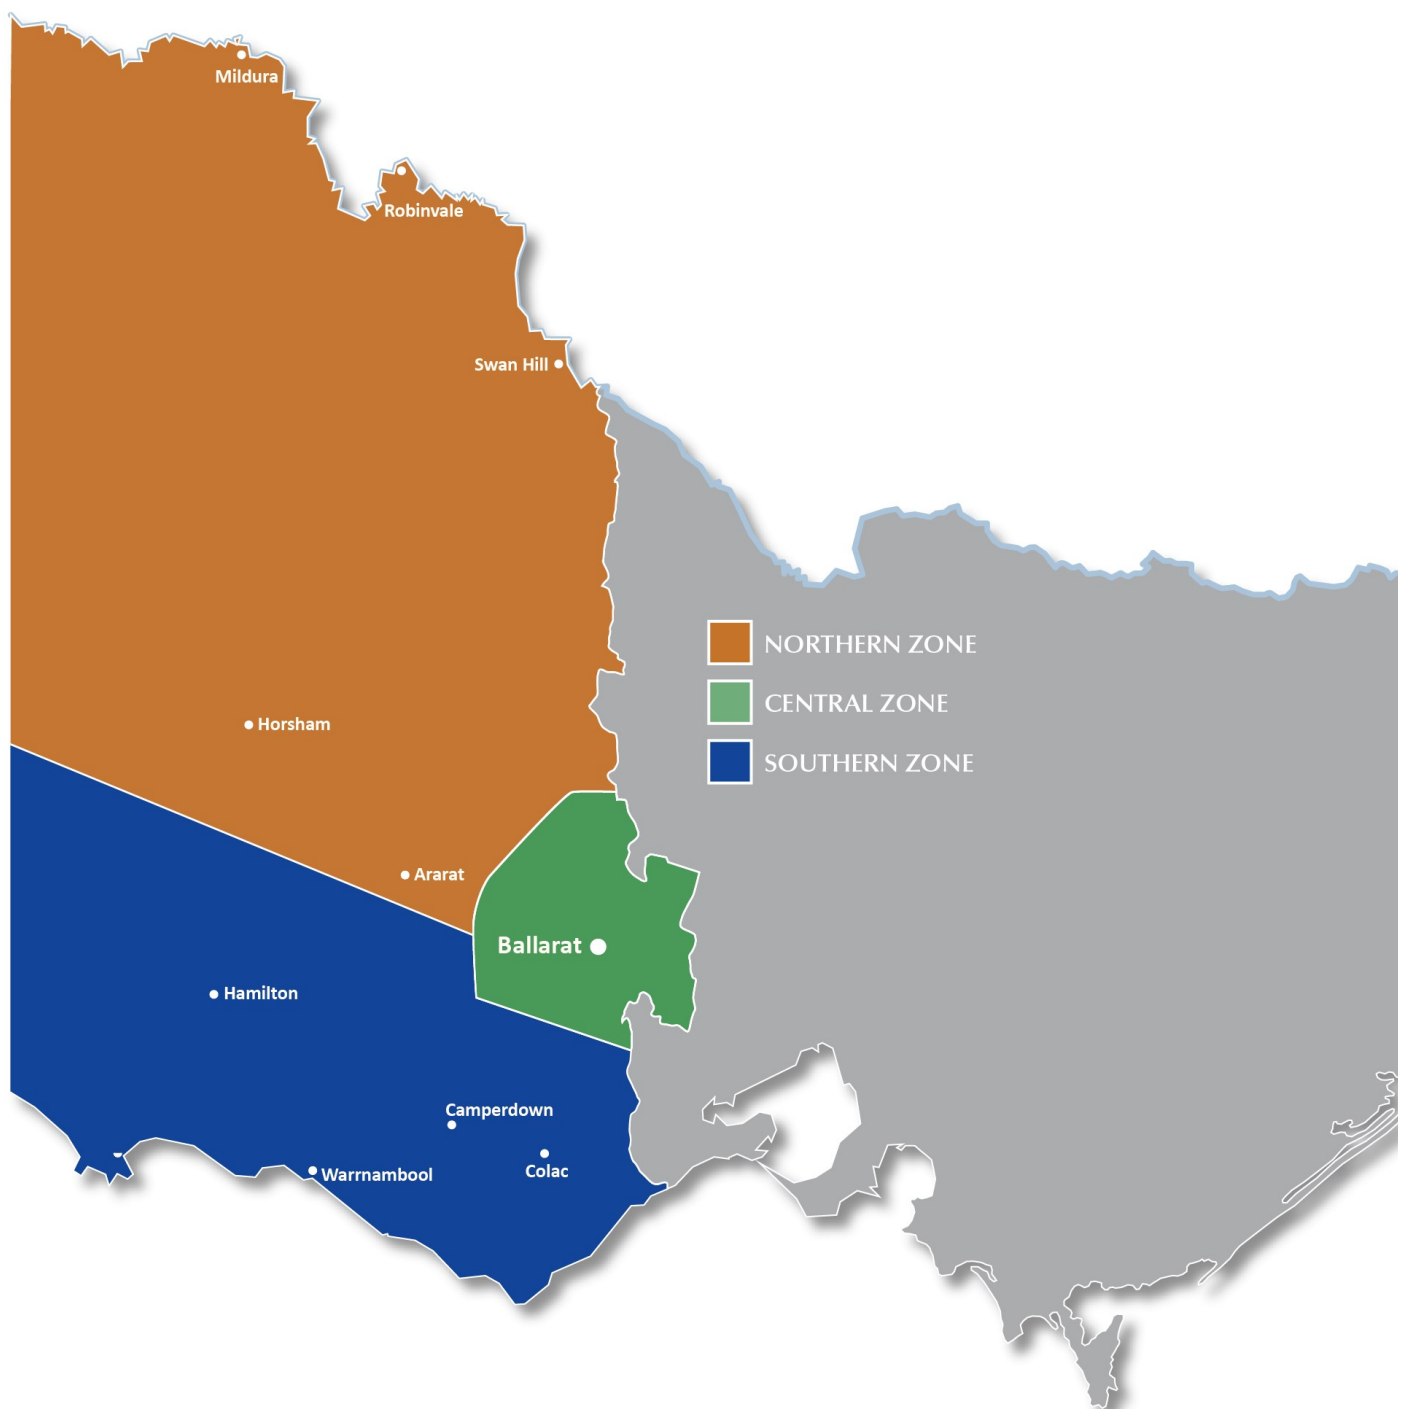 Mildura
Robinvale
Swan Hill
NORTHERN ZONE
CENTRAL ZONE
SOUTHERN ZONE
Horsham
Ararat
Ballarat
Hamilton
Camperdown
Colac
Warrnambool